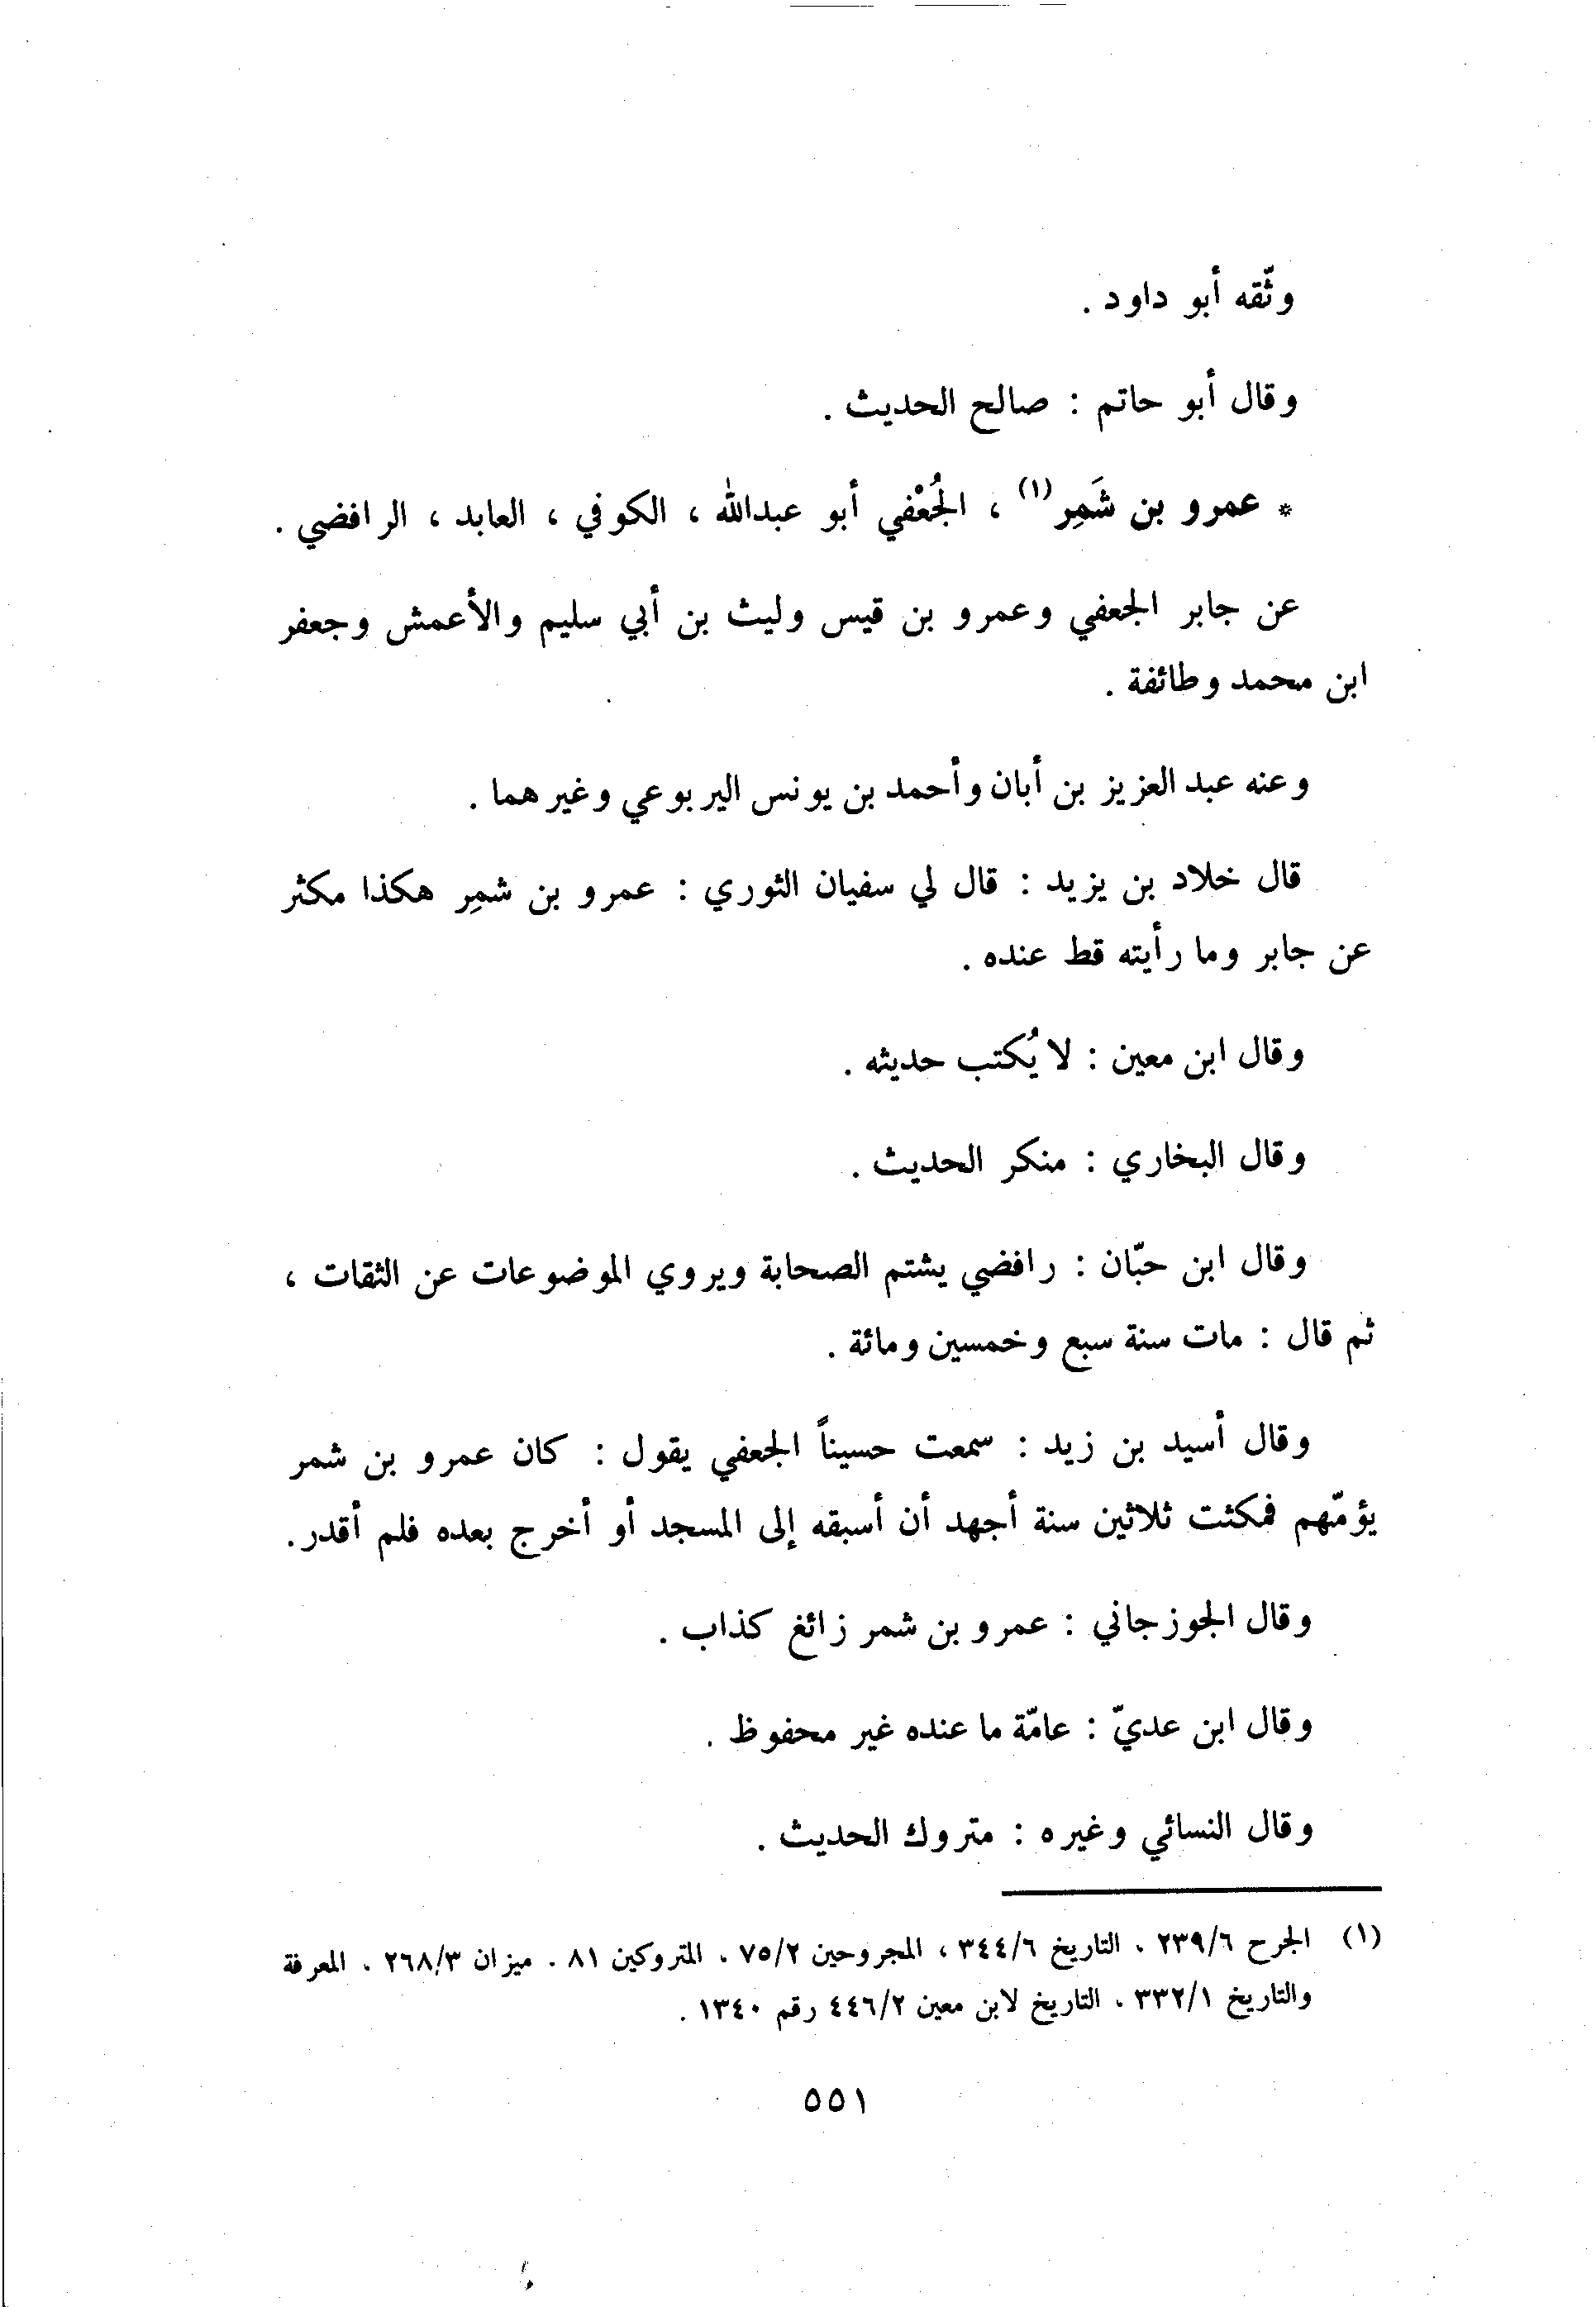 وثّقه أبو داود .
وقال أبو حاتم : صالح الحديث .
* عمرو بن شَمِر (١) ، الجُعْفي أبو عبدالله ، الكوفي ، العابد ، الرافضي .
عن جابر الجعفي وعمرو بن قيس وليث بن أبي سليم والأعمش وجعفر
ابن محمد وطائفة .
وعنه عبد العزيز بن أبان وأحمد بن يونس اليربوعي وغيرهما .
قال خلاد بن يزيد : قال لي سفيان الثوري : عمرو بن شمِر هكذا مكثر
عن جابر وما رأيته قط عنده .
وقال ابن معين : لا يُكتب حديثه .
وقال البخاري : منكر الحديث .
وقال ابن حبّان : رافضي يشتم الصحابة ويروي الموضوعات عن الثقات ،
ثم قال : مات سنة سبع وخمسين ومائة .
وقال أسيد بن زيد : سمعت حسيناً الجعفي يقول : كان عمرو بن شمر
يؤمّهم فمكثت ثلاثين سنة أجهد أن أسبقه إلى المسجد أو أخرج بعده فلم أقدر.
وقال الجوزجاني : عمرو بن شمر زائغ كذاب .
وقال ابن عديّ : عامّة ما عنده غير محفوظ .
وقال النسائي وغيره : متروك الحديث .
(١) الجرح ٢٣٩/٦ . التاريخ ٣٤٤/٦ ، المجروحين ٧٥/٢ . المتروكين ٨١ . ميزان ٢٦٨/٣ . المعرفة
والتاريخ ٣٣٢/١ . التاريخ لابن معين ٤٤٦/٢ رقم ١٣٤٠ .
٥٥١